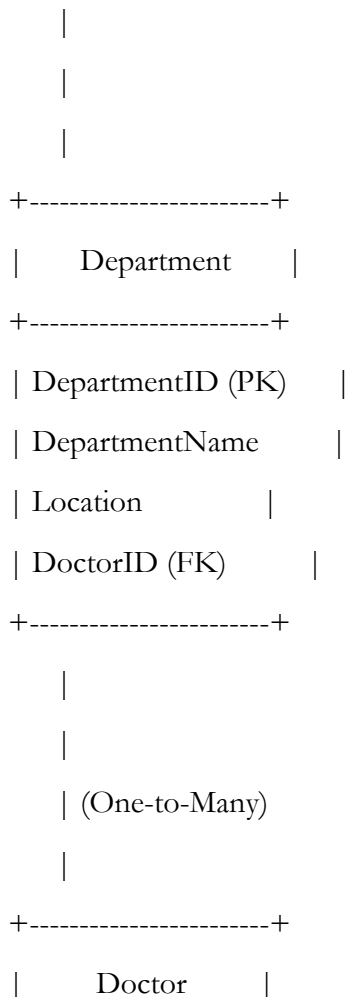 |
|
|
+------------------------+
| Department |
+------------------------+
| DepartmentID (PK) |
| DepartmentName |
| Location |
| DoctorID (FK) |
+------------------------+
|
|
| (One-to-Many)
|
+------------------------+
| Doctor |